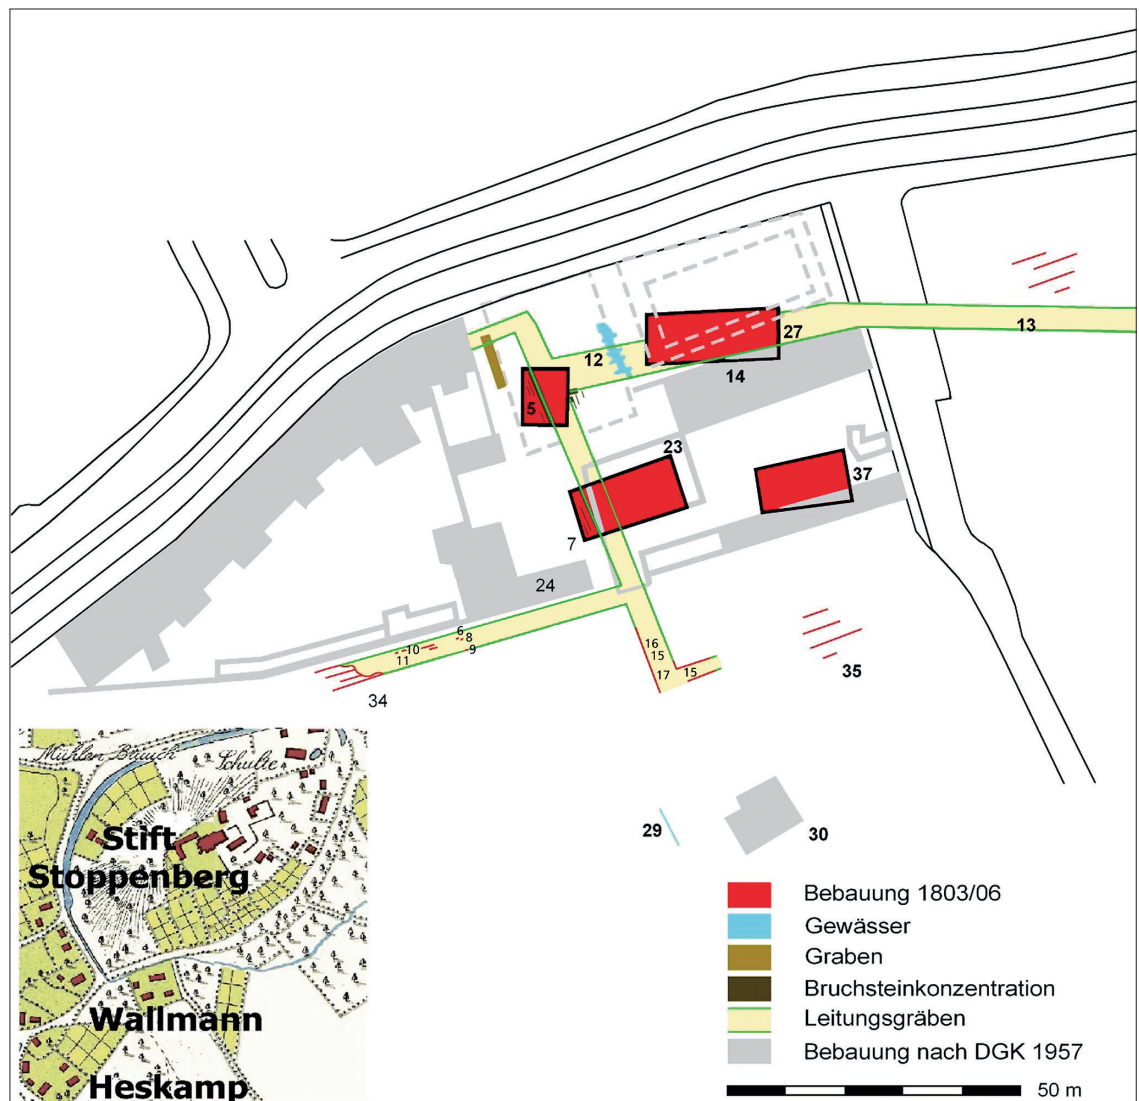 13
27
12
14
5
23
37
7
24
6
8
10
9
11
16
15
17
15
34
35
29
30
Mühlen Bruuch
Schulte
Stift
Stoppenberg
Wallmann
Heskamp
Bebauung 1803/06
Gewässer
Graben
Bruchsteinkonzentration
Leitungsgräben
Bebauung nach DGK 1957
50 m